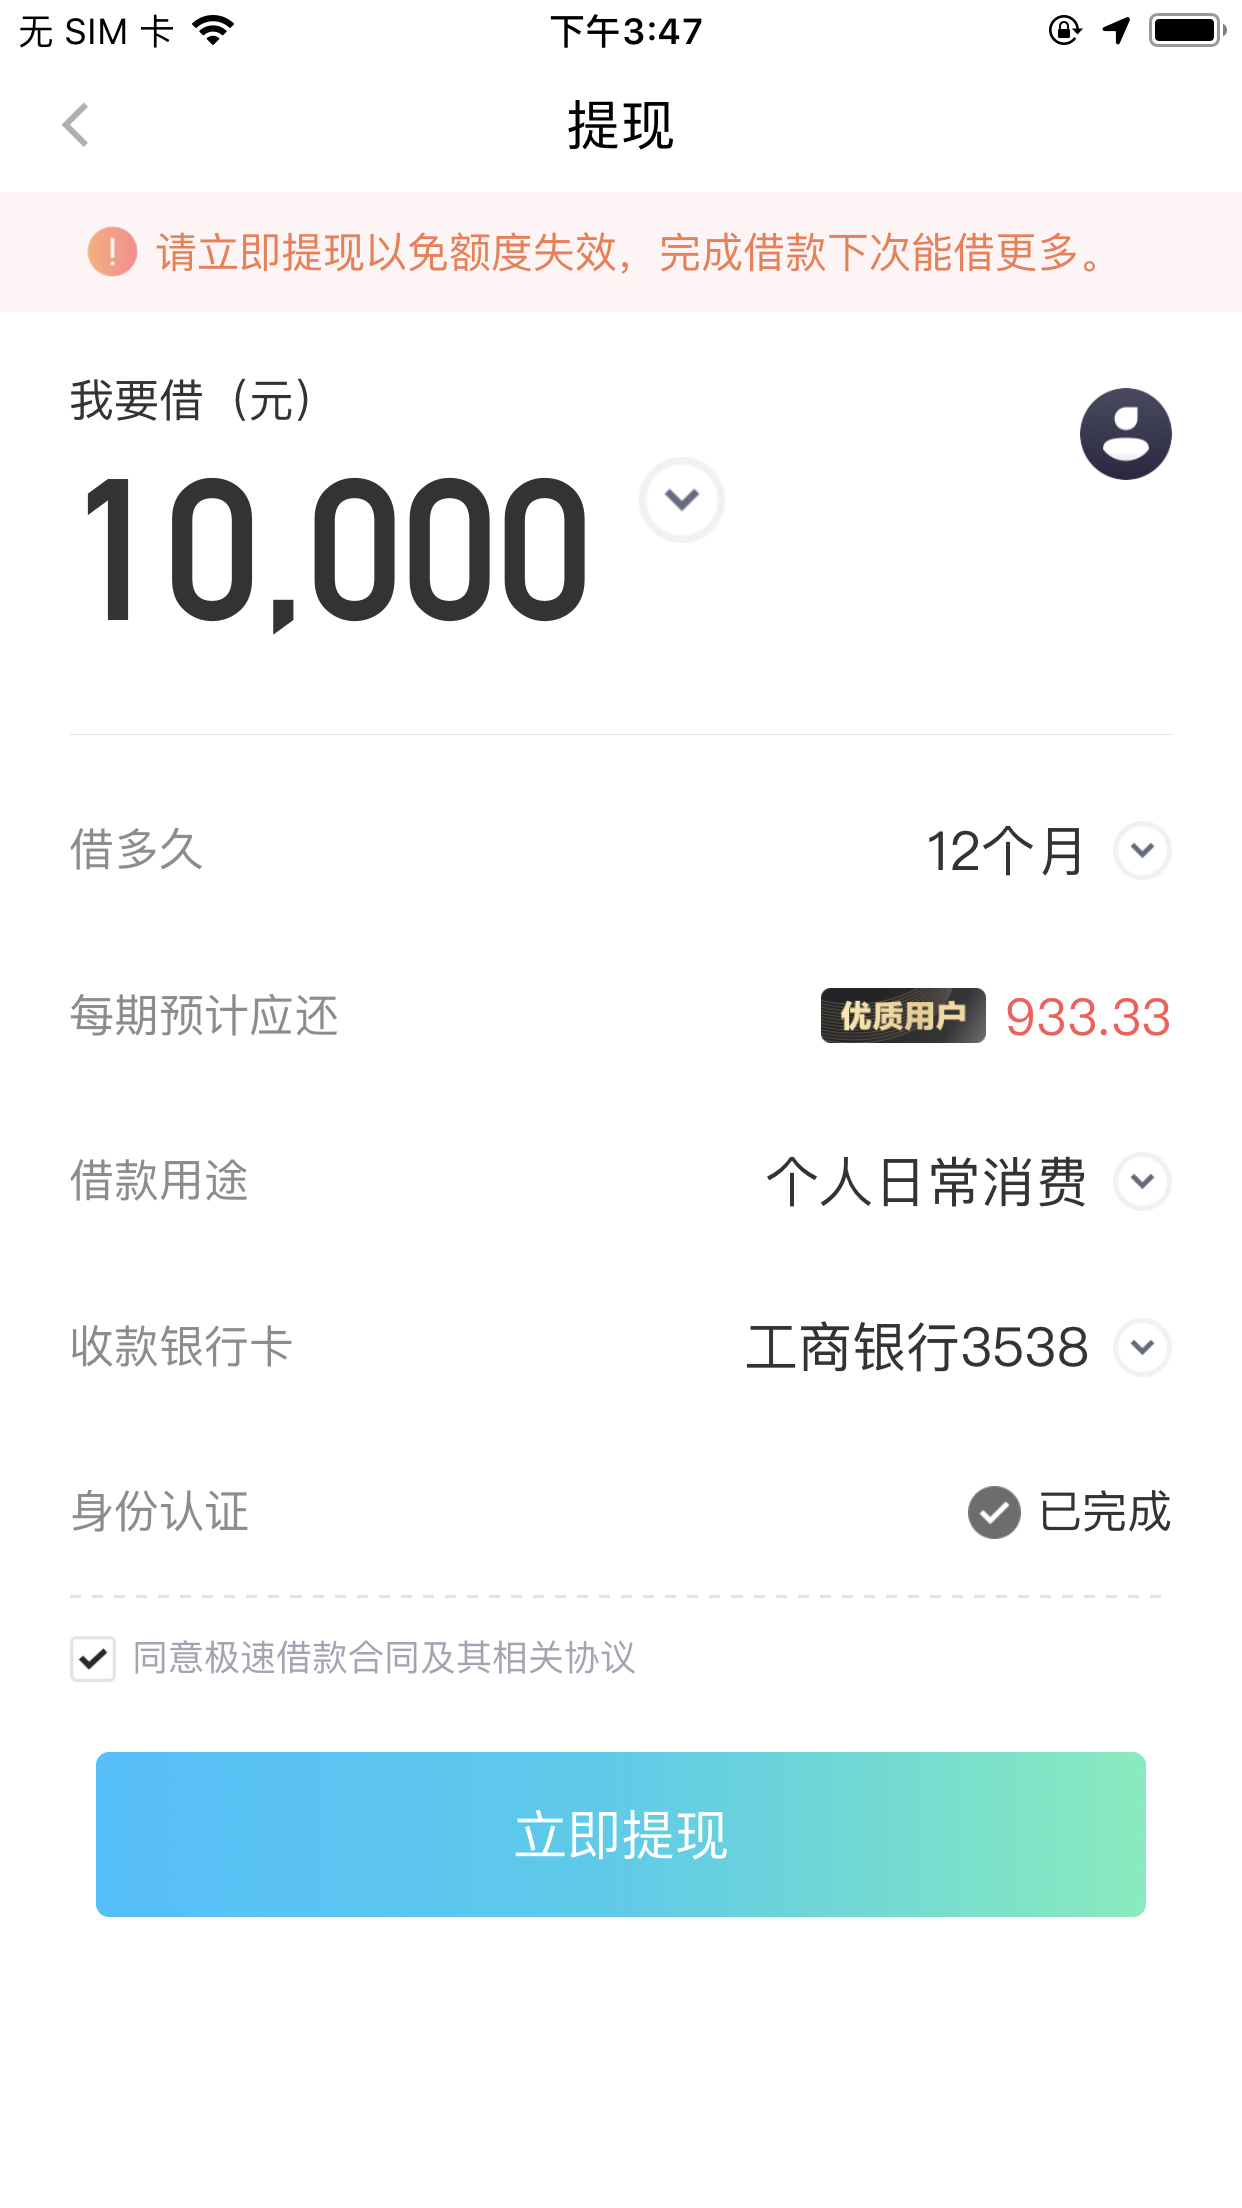 无 SIM 卡
下午3:47
提现
请立即提现以免额度失效，完成借款下次能借更多。
我要借（元）
10,000
借多久
12个月
每期预计应还
优质用户 933.33
借款用途
个人日常消费
收款银行卡
工商银行3538
身份认证
已完成
同意极速借款合同及其相关协议
立即提现